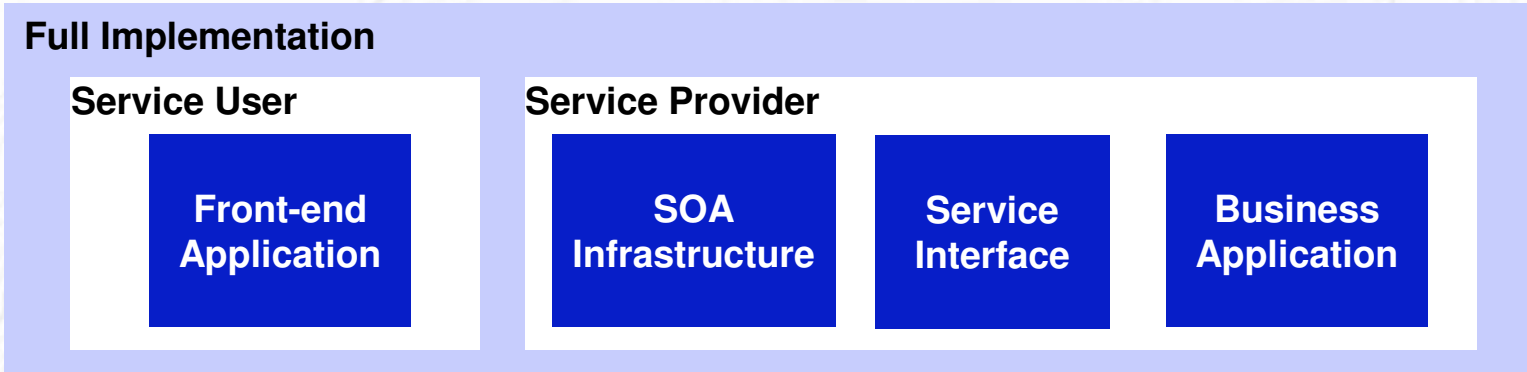 Full Implementation
Service User
Front-end
Application
Service Provider
SOA
Infrastructure
Service
Interface
Business
Application